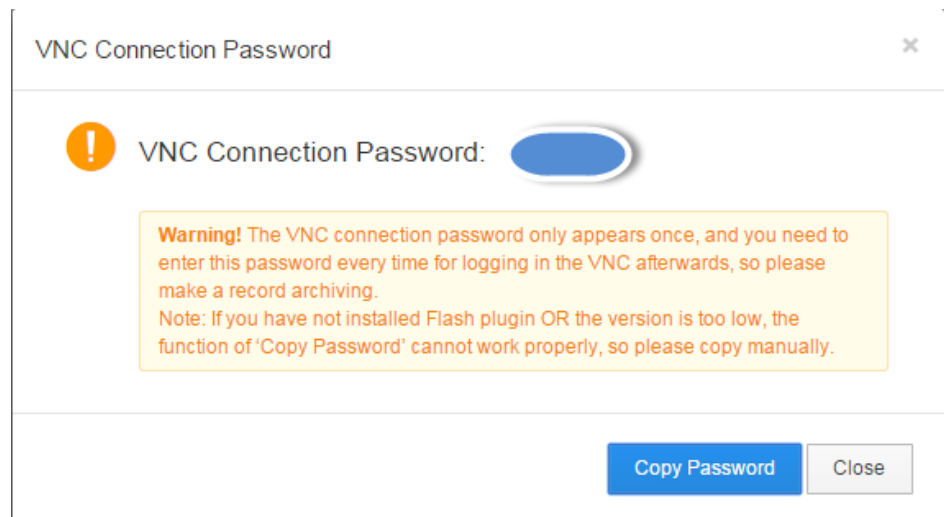 VNC Connection Password
×
!
VNC Connection Password:
Warning! The VNC connection password only appears once, and you need to
enter this password every time for logging in the VNC afterwards, so please
make a record archiving.
Note: If you have not installed Flash plugin OR the version is too low, the
function of ‘Copy Password’ cannot work properly, so please copy manually.
Copy Password
Close